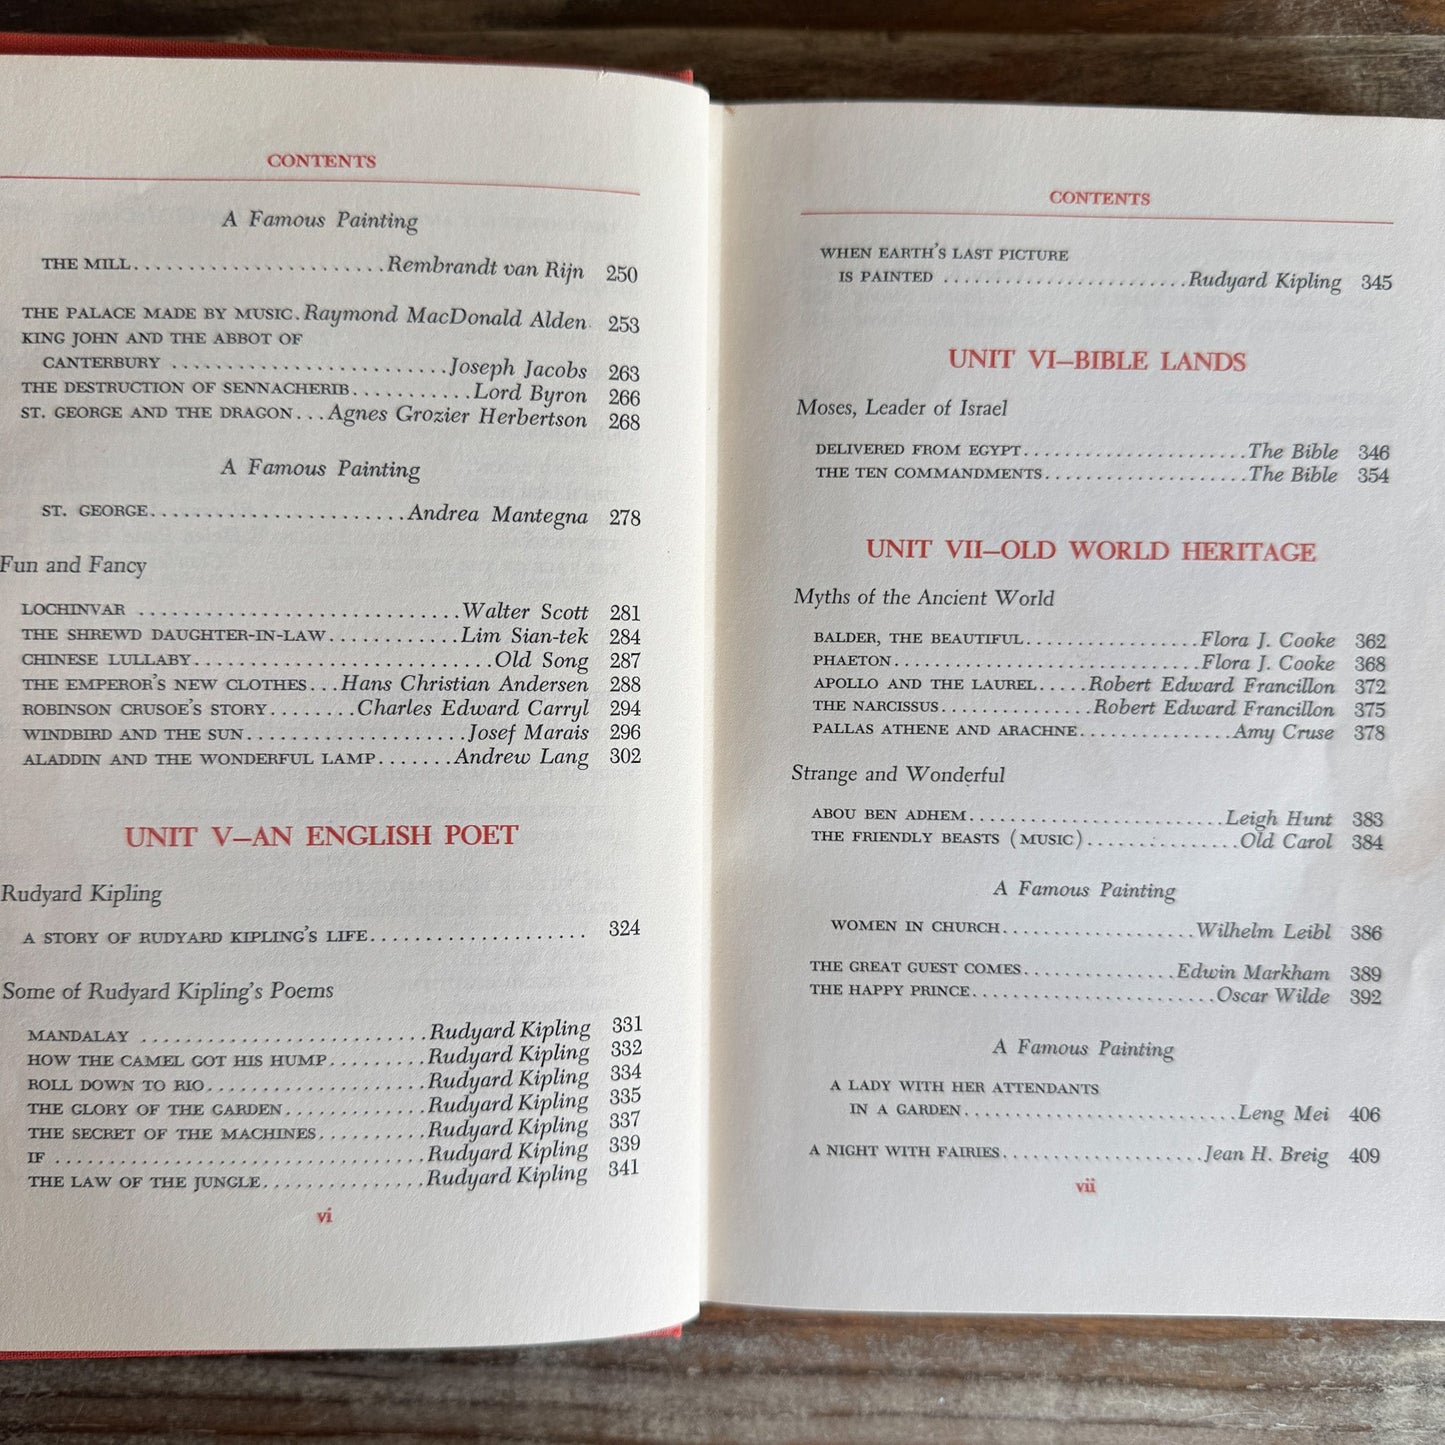 CONTENTS
A Famous Painting
THE MILL.......................Rembrandt van Rijn 250
THE PALACE MADE BY MUSIC.Raymond MacDonald Alden 253
KING JOHN AND THE ABBOT OF
CANTERBURY .........................Joseph Jacobs 263
THE DESTRUCTION OF SENNACHERIB...........Lord Byron 266
ST. GEORGE AND THE DRAGON...Agnes Grozier Herbertson 268
A Famous Painting
ST. GEORGE.......................Andrea Mantegna 278
Fun and Fancy
LOCHINVAR .............................Walter Scott 281
THE SHREWD DAUGHTER-IN-LAW............Lim Sian-tek 284
CHINESE LULLABY...........................Old Song 287
THE EMPEROR'S NEW CLOTHES...Hans Christian Andersen 288
ROBINSON CRUSOE'S STORY........Charles Edward Carryl 294
WINDBIRD AND THE SUN....................Josef Marais 296
ALADDIN AND THE WONDERFUL LAMP.......Andrew Lang 302
UNIT V—AN ENGLISH POET
Rudyard Kipling
A STORY OF RUDYARD KIPLING'S LIFE.................... 324
Some of Rudyard Kipling's Poems
MANDALAY ..........................Rudyard Kipling 331
HOW THE CAMEL GOT HIS HUMP.........Rudyard Kipling 332
ROLL DOWN TO RIO....................Rudyard Kipling 334
THE GLORY OF THE GARDEN.............Rudyard Kipling 335
THE SECRET OF THE MACHINES..........Rudyard Kipling 337
IF .................................Rudyard Kipling 339
THE LAW OF THE JUNGLE...............Rudyard Kipling 341
vi
CONTENTS
WHEN EARTH'S LAST PICTURE
IS PAINTED .......................Rudyard Kipling 345
UNIT VI—BIBLE LANDS
Moses, Leader of Israel
DELIVERED FROM EGYPT.....................The Bible 346
THE TEN COMMANDMENTS...................The Bible 354
UNIT VII—OLD WORLD HERITAGE
Myths of the Ancient World
BALDER, THE BEAUTIFUL.................Flora J. Cooke 362
PHAETON..............................Flora J. Cooke 368
APOLLO AND THE LAUREL.....Robert Edward Francillon 372
THE NARCISSUS..............Robert Edward Francillon 375
PALLAS ATHENE AND ARACHNE..............Amy Cruse 378
Strange and Wonderful
ABOU BEN ADHEM.........................Leigh Hunt 383
THE FRIENDLY BEASTS (MUSIC)..............Old Carol 384
A Famous Painting
WOMEN IN CHURCH...................Wilhelm Leibl 386
THE GREAT GUEST COMES...............Edwin Markham 389
THE HAPPY PRINCE.......................Oscar Wilde 392
A Famous Painting
A LADY WITH HER ATTENDANTS
IN A GARDEN..........................Leng Mei 406
A NIGHT WITH FAIRIES....................Jean H. Breig 409
vii